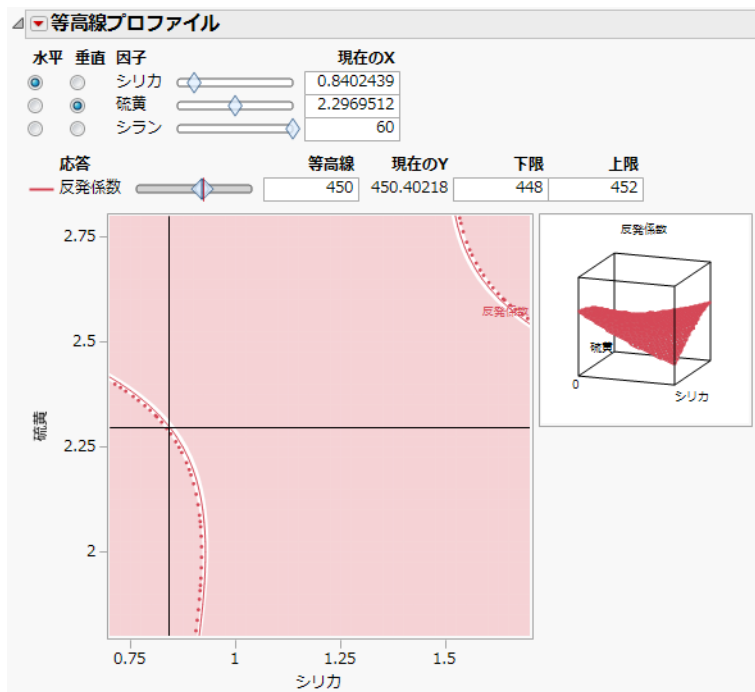 等高線プロファイル
水平 垂直 因子 現在のX
シリカ 0.8402439
硫黄 2.2969512
シラン 60
応答 等高線 現在のY 下限 上限
反発係数 450 450.40218 448 452
2.75
2.5
2.25
2
硫黄
0.75 1 1.25 1.5
シリカ
反発係数
反発係数
硫黄
0
シリカ